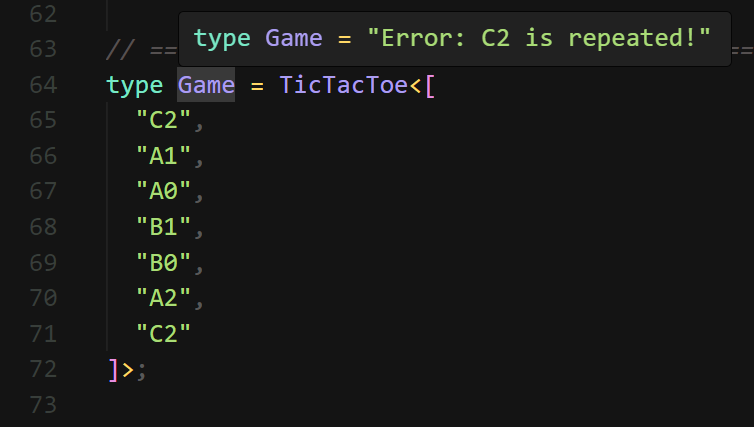 62
type Game = "Error: C2 is repeated!"
63 // ==
64 type Game = TicTacToe<[
65 "C2",
66 "A1",
67 "A0",
68 "B1",
69 "B0",
70 "A2",
71 "C2"
72 ]>;
73